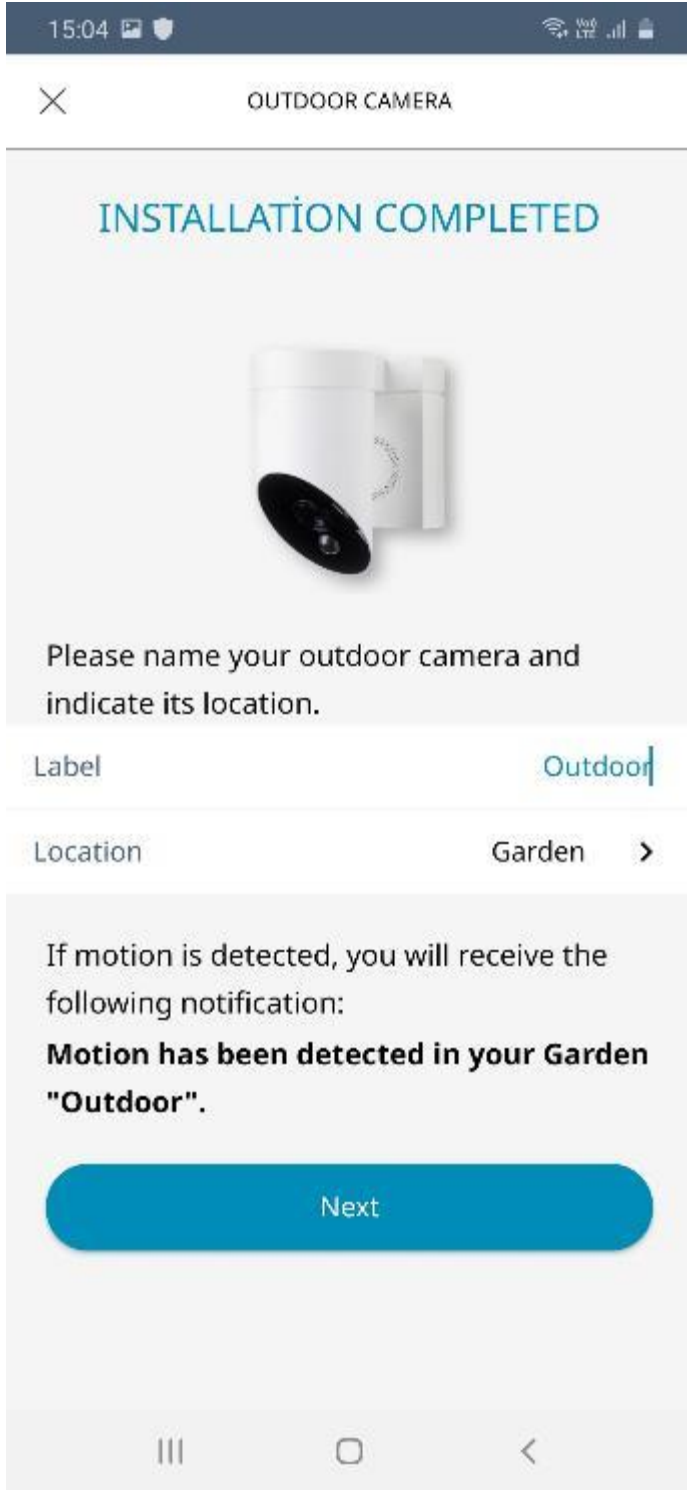 15:04
VoI) LTE
OUTDOOR CAMERA
INSTALLATİON COMPLETED
Please name your outdoor camera and
indicate its location.
Label Outdoor
Location Garden
If motion is detected, you will receive the
following notification:
Motion has been detected in your Garden
"Outdoor".
Next